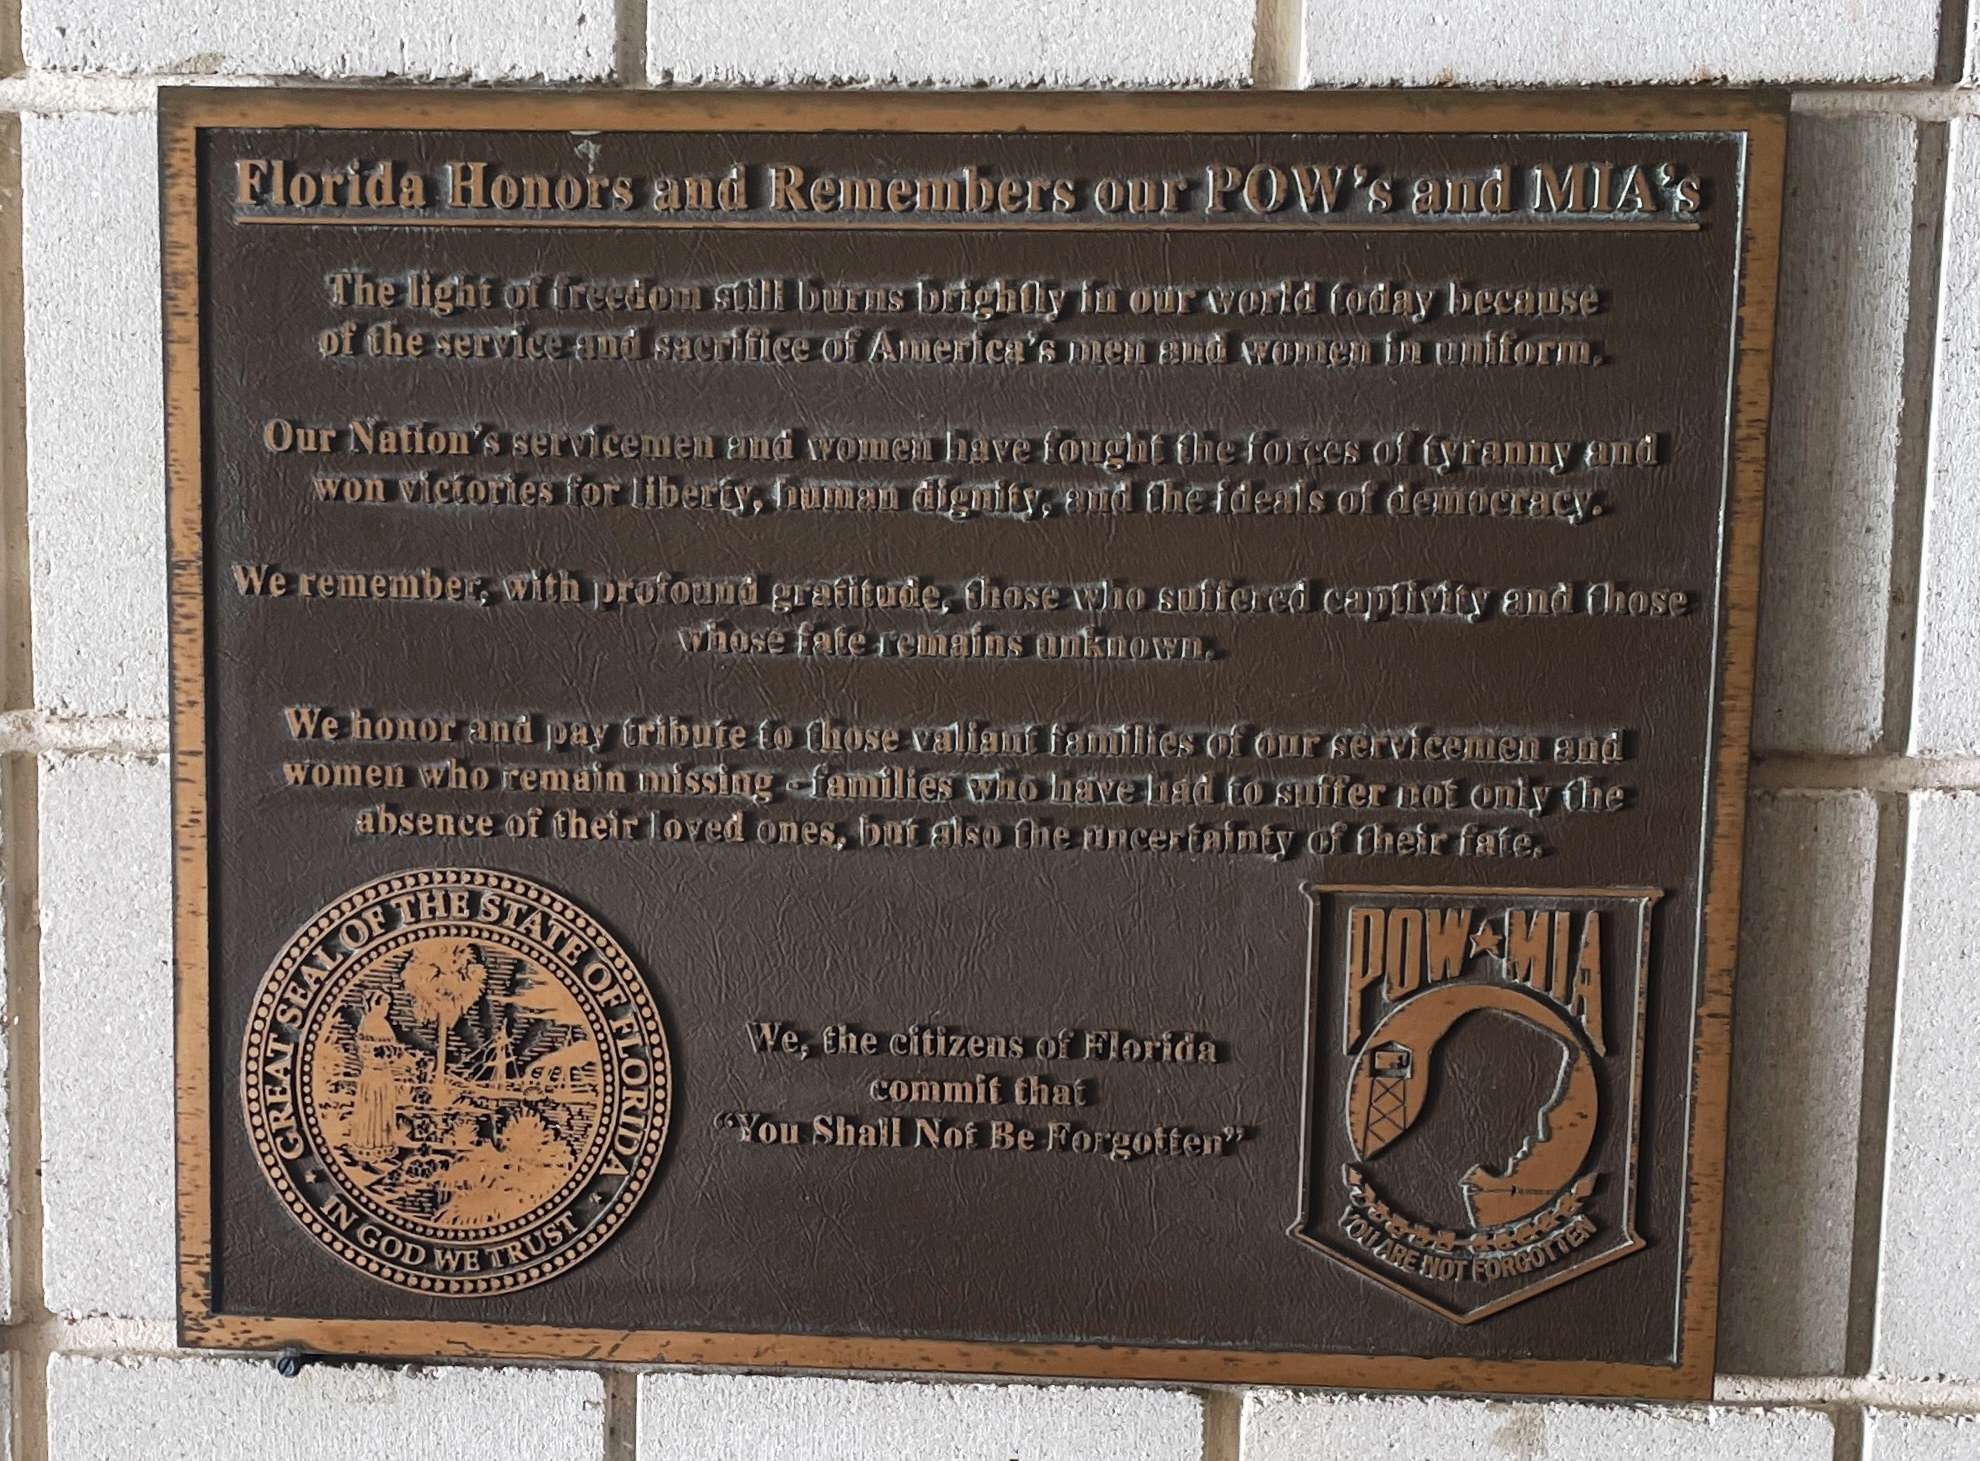 Florida Honors and Remembers our POW's and MIA's
The light of freedom still burns brightly in our world today because
of the service and sacrifice of America's men and women in uniform.
Our Nation's servicemen and women have fought the forces of tyranny and
won victories for liberty, human dignity, and the ideals of democracy.
We remember, with profound gratitude, those who suffered captivity and those
whose fate remains unknown.
We honor and pay tribute to those valiant families of our servicemen and
women who remain missing - families who have had to suffer not only the
absence of their loved ones, but also the uncertainty of their fate.
GREAT SEAL OF THE STATE OF FLORIDA
IN GOD WE TRUST
We, the citizens of Florida
commit that
"You Shall Not Be Forgotten"
POW★MIA
YOU ARE NOT FORGOTTEN